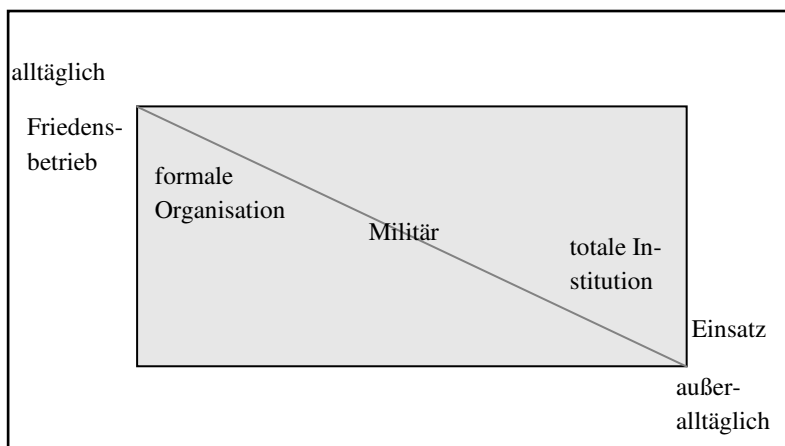 alltäglich
Friedens-
betrieb
formale
Organisation
Militär
totale In-
stitution
Einsatz
außer-
alltäglich